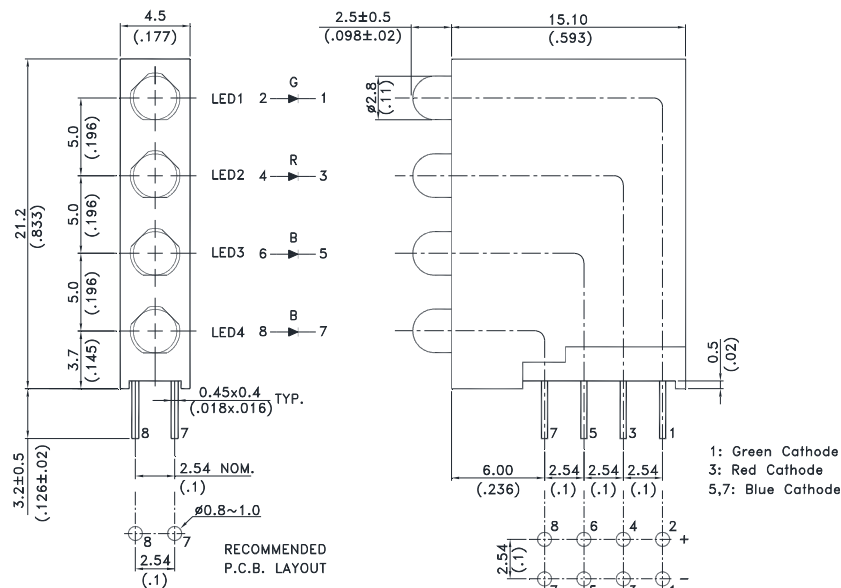 4.5
(.177)
2.5±0.5
(.098±.02)
15.10
(.593)
G
LED1 2 1
ø2.8
(.11)
5.0
(.196)
R
LED2 4 3
21.2
(.833)
5.0
(.196)
B
LED3 6 5
5.0
(.196)
B
LED4 8 7
3.7
(.145)
0.5
(.02)
0.45x0.4
(.018x.016)
TYP.
8 7
7 5 3 1
3.2±0.5
(.126±.02)
2.54 NOM.
(.1)
6.00
(.236)
2.54
(.1)
2.54
(.1)
2.54
(.1)
1: Green Cathode
3: Red Cathode
5,7: Blue Cathode
ø0.8~1.0
8 7
2.54
(.1)
RECOMMENDED
P.C.B. LAYOUT
8 6 4 2
+
2.54
(.1)
−
7 5 3 1